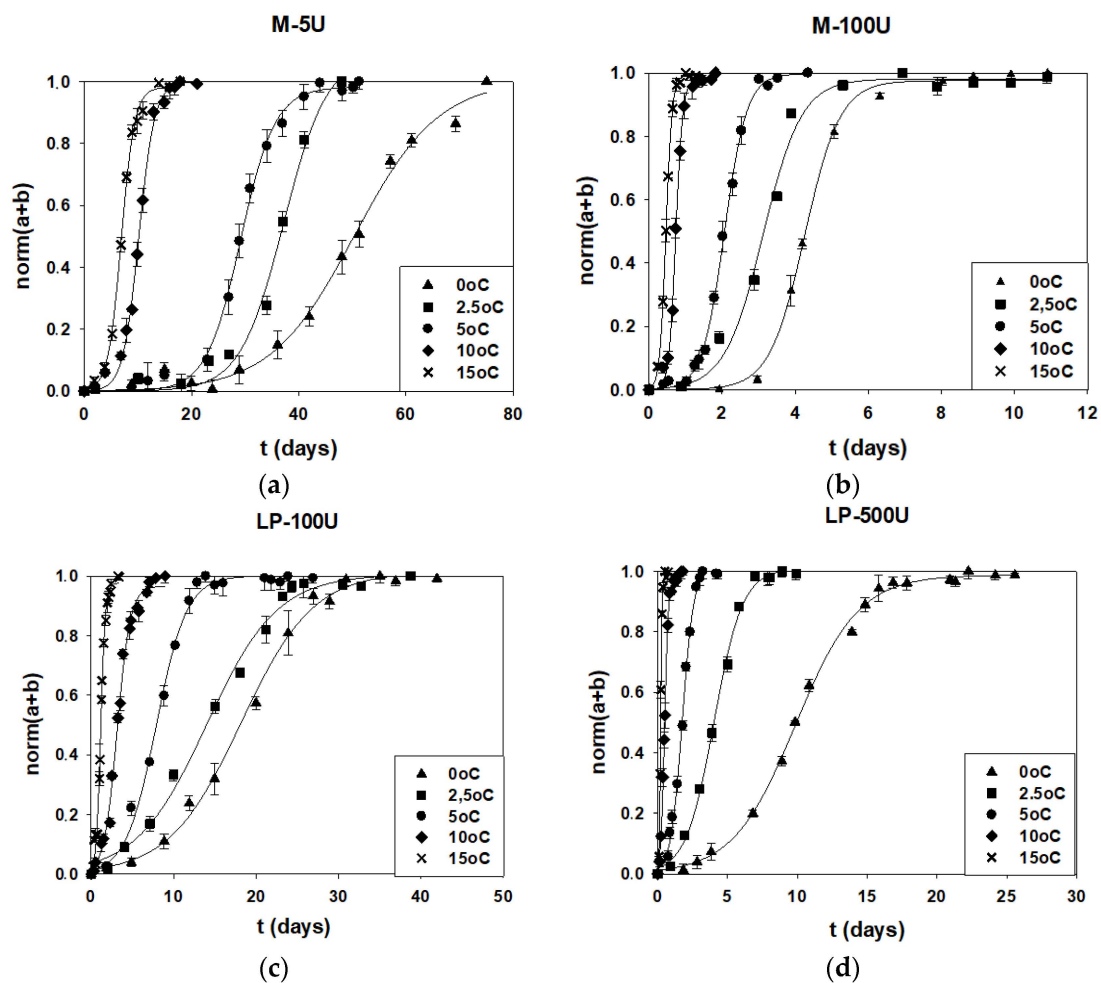 M-5U
norm(a+b)
1.0
0.8
0.6
0.4
0.2
0.0
0oC
2.5oC
5oC
10oC
15oC
0 20 40 60 80
t (days)
(a)
M-100U
norm(a+b)
1.0
0.8
0.6
0.4
0.2
0.0
0oC
2,5oC
5oC
10oC
15oC
0 2 4 6 8 10 12
t (days)
(b)
LP-100U
norm(a+b)
1.0
0.8
0.6
0.4
0.2
0.0
0oC
2,5oC
5oC
10oC
15oC
0 10 20 30 40 50
t (days)
(c)
LP-500U
norm(a+b)
1.0
0.8
0.6
0.4
0.2
0.0
0oC
2.5oC
5oC
10oC
15oC
0 5 10 15 20 25 30
t (days)
(d)